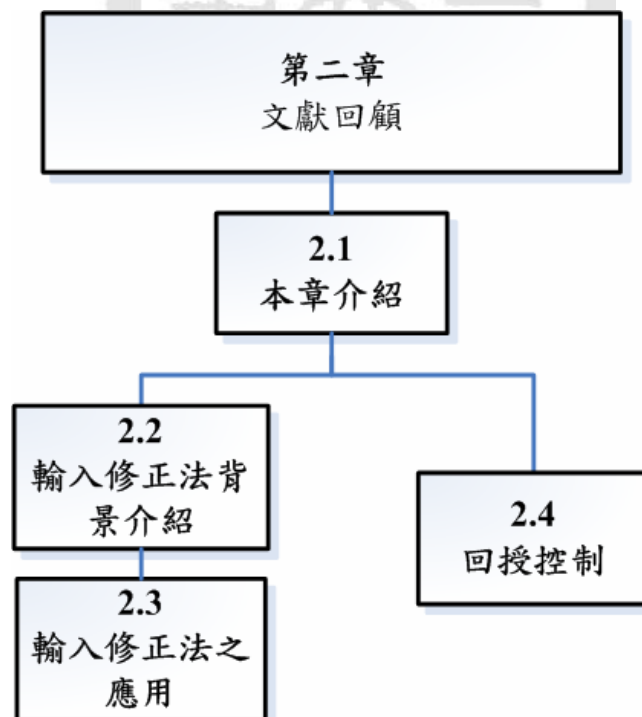 第二章
文獻回顧
2.1
本章介紹
2.2
輸入修正法背
景介紹
2.4
回授控制
2.3
輸入修正法之
應用